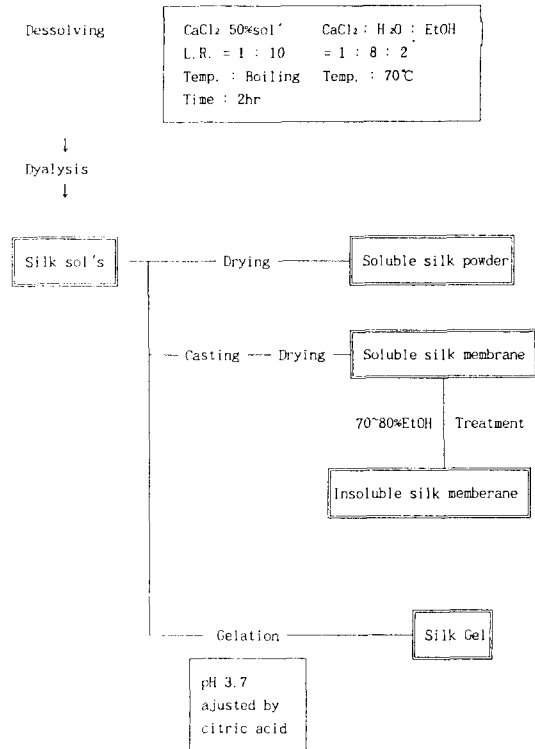 Dessolving
CaCl₂ 50%sol' CaCl₂ : H₂O : EtOH
L.R. = 1 : 10 = 1 : 8 : 2
Temp. : Boiling Temp. : 70℃
Time : 2hr
↓
Dyalysis
↓
Silk sol's Drying Soluble silk powder
Casting Drying Soluble silk membrane
70~80%EtOH Treatment
Insoluble silk memberane
Gelation Silk Gel
pH 3.7
ajusted by
citric acid